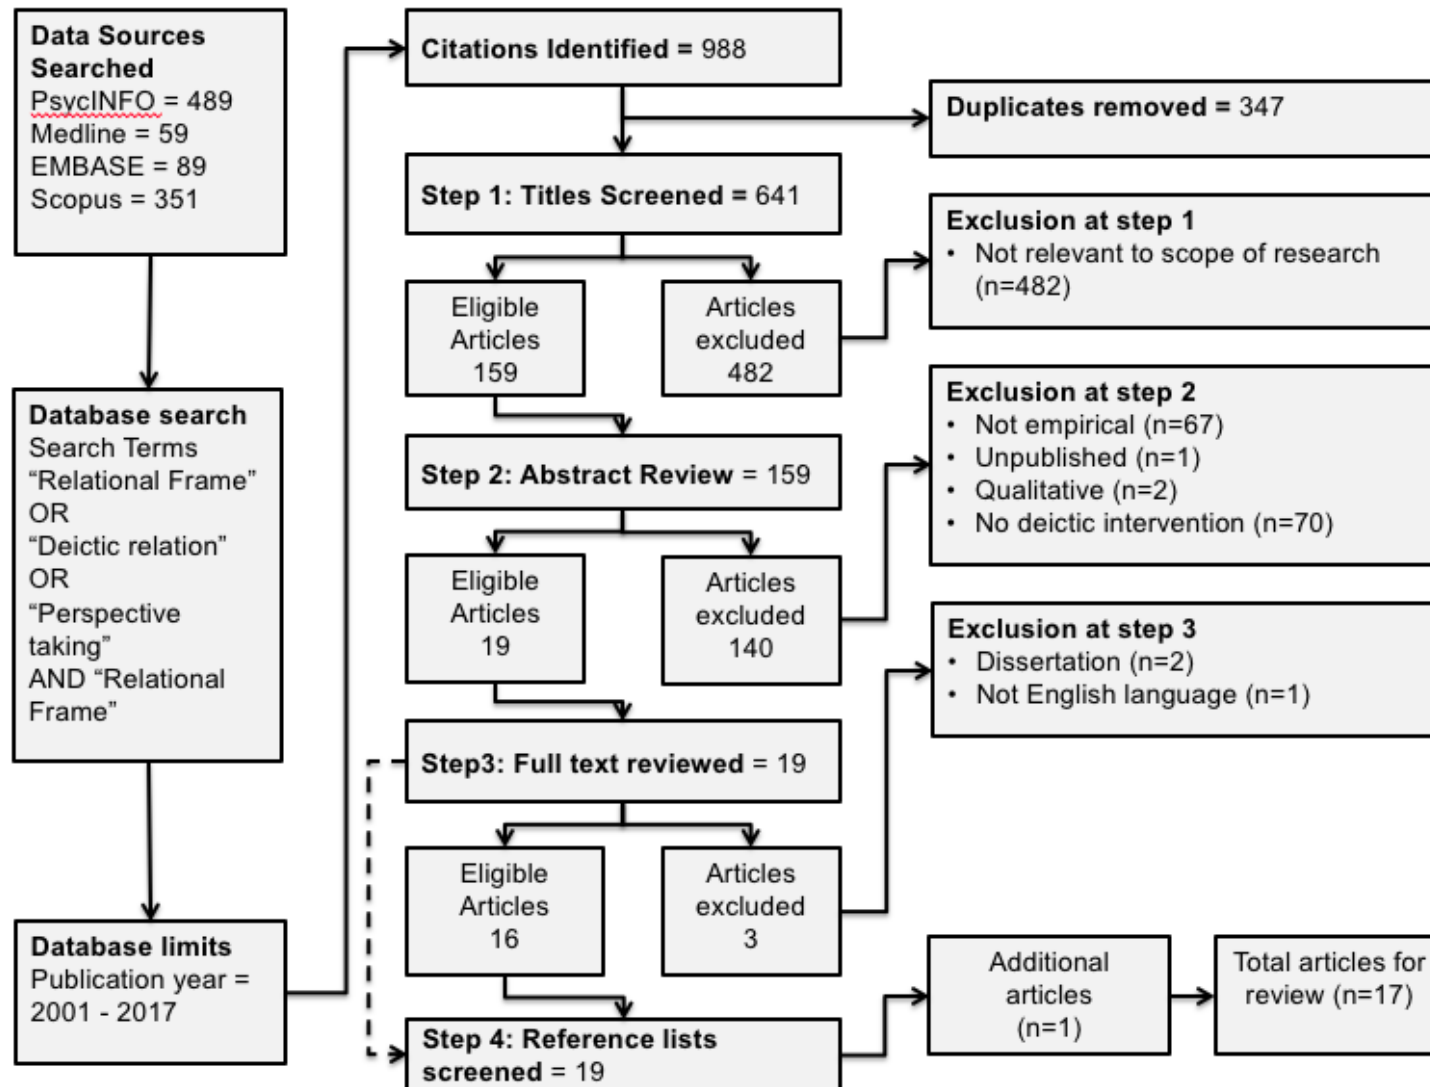 Data Sources
Searched
PsycINFO = 489
Medline = 59
EMBASE = 89
Scopus = 351
Database search
Search Terms
“Relational Frame”
OR
“Deictic relation”
OR
“Perspective
taking”
AND “Relational
Frame”
Database limits
Publication year =
2001 - 2017
Citations Identified = 988
Duplicates removed = 347
Step 1: Titles Screened = 641
Exclusion at step 1
• Not relevant to scope of research
(n=482)
Eligible
Articles
159
Articles
excluded
482
Step 2: Abstract Review = 159
Exclusion at step 2
• Not empirical (n=67)
• Unpublished (n=1)
• Qualitative (n=2)
• No deictic intervention (n=70)
Eligible
Articles
19
Articles
excluded
140
Step3: Full text reviewed = 19
Exclusion at step 3
• Dissertation (n=2)
• Not English language (n=1)
Eligible
Articles
16
Articles
excluded
3
Step 4: Reference lists
screened = 19
Additional
articles
(n=1)
Total articles for
review (n=17)